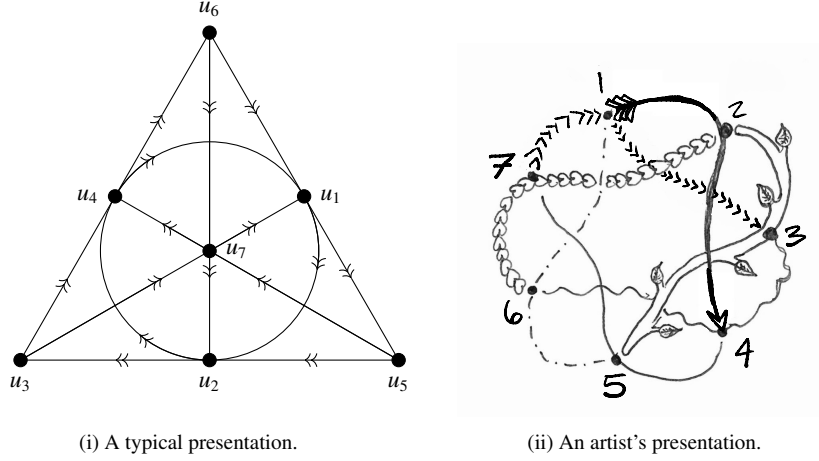 u6
u4
u1
u7
u3
u2
u5
(i) A typical presentation.
1
2
7
3
6
4
5
(ii) An artist's presentation.